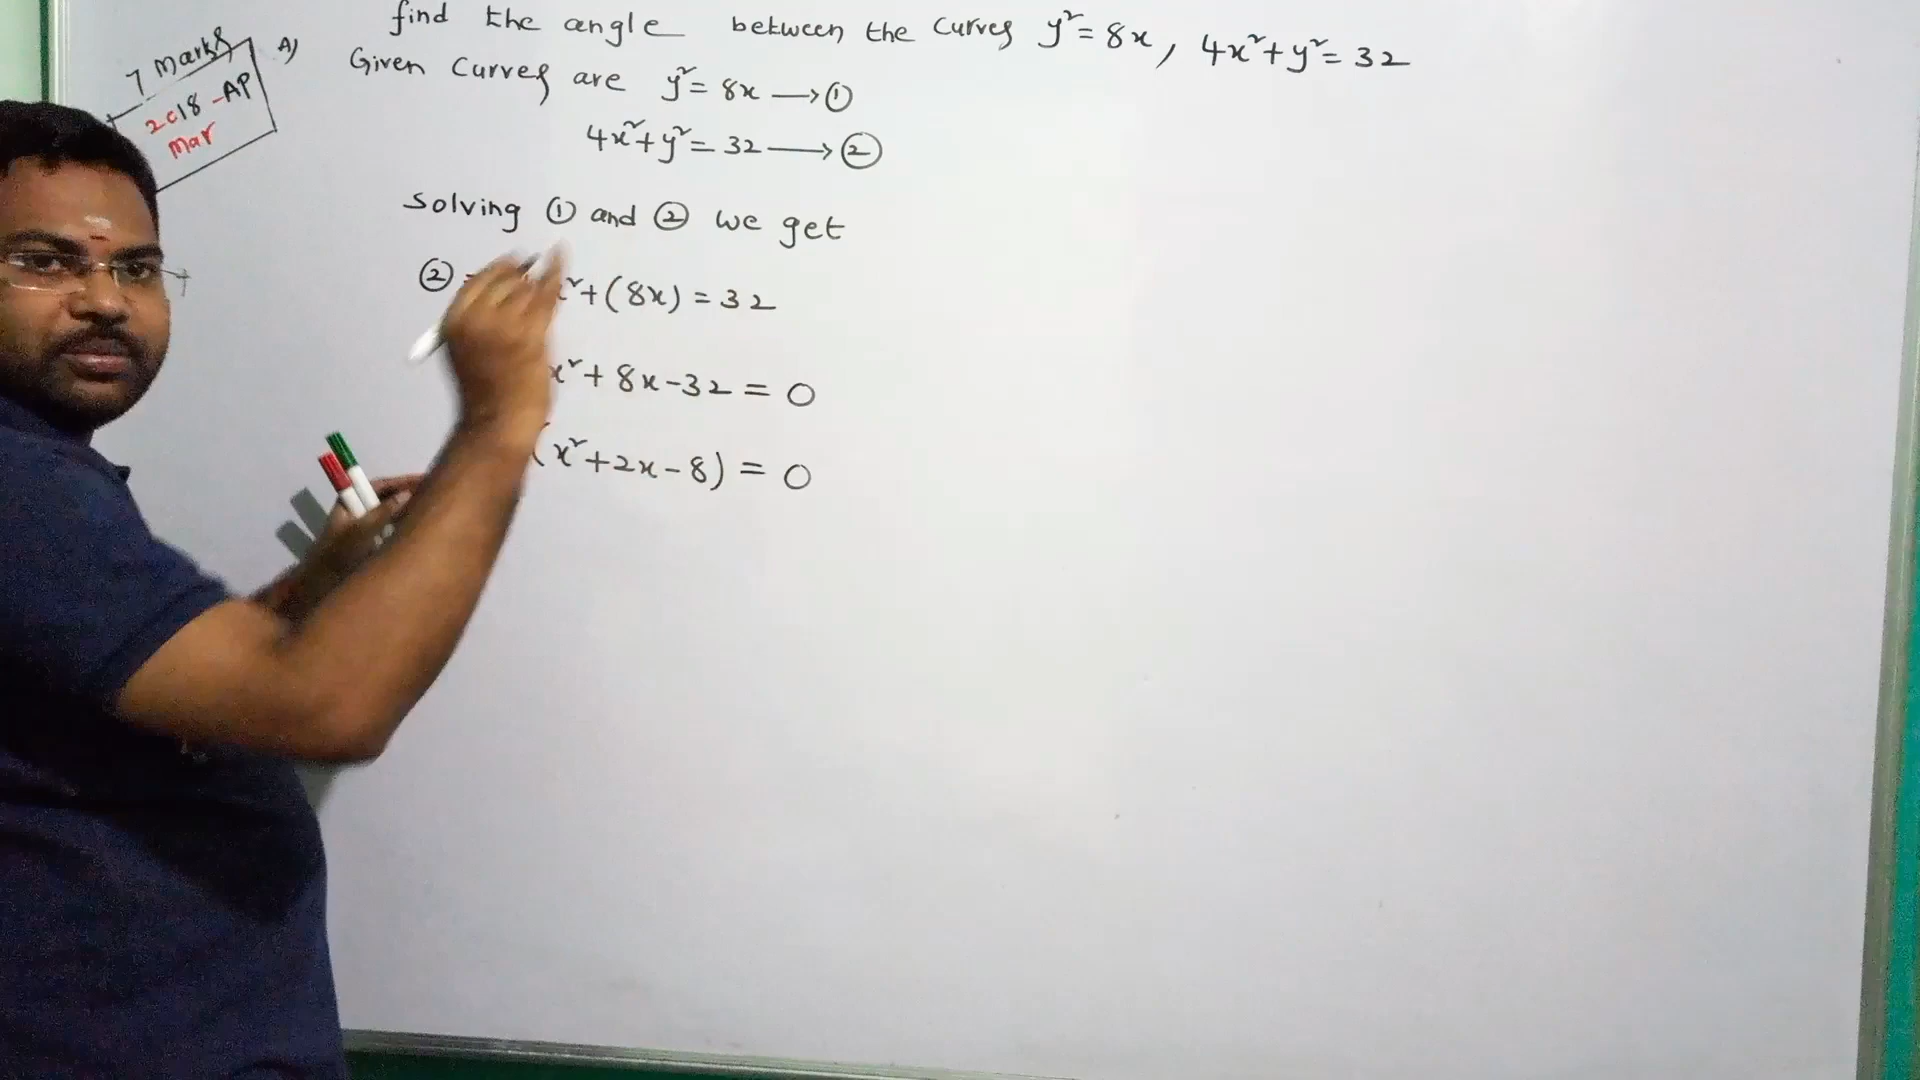 find the angle between the curves y² = 8x, 4x² + y² = 32
7 Marks
2018-AP
Mar
A) Given curves are y² = 8x ⟶ ①
4x² + y² = 32 ⟶ ②
Solving ① and ② we get
② x² + (8x) = 32
x² + 8x - 32 = 0
(x² + 2x - 8) = 0